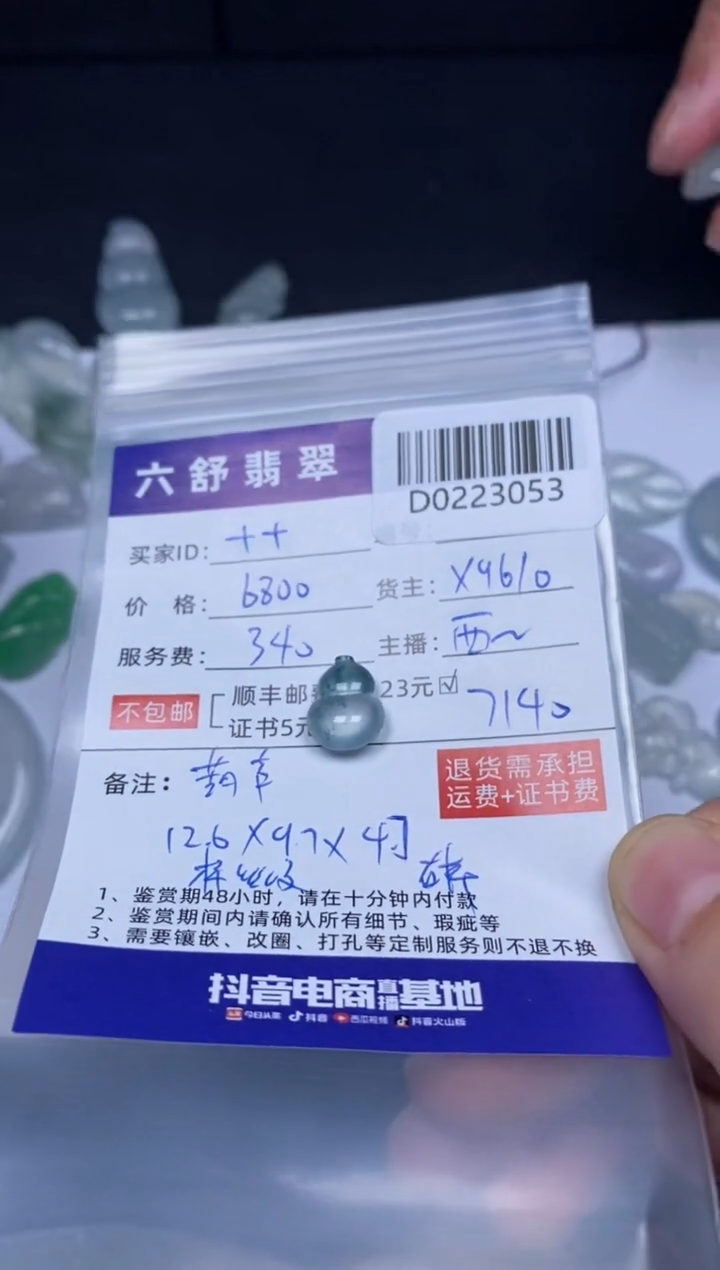 六舒翡翠
D0223053
买家ID: ++
价 格: 6800 货主: X9610
服务费: 340 主播: 西~
不包邮 顺丰邮 23元 ☑ 7140
证书5元
备注:
退货需承担
运费+证书费
12.6X9.7X4
1、鉴赏期48小时，请在十分钟内付款
2、鉴赏期间内请确认所有细节、瑕疵等
3、需要镶嵌、改圈、打孔等定制服务则不退不换
抖音电商直播基地
今日头条 抖音 西瓜视频 抖音火山版